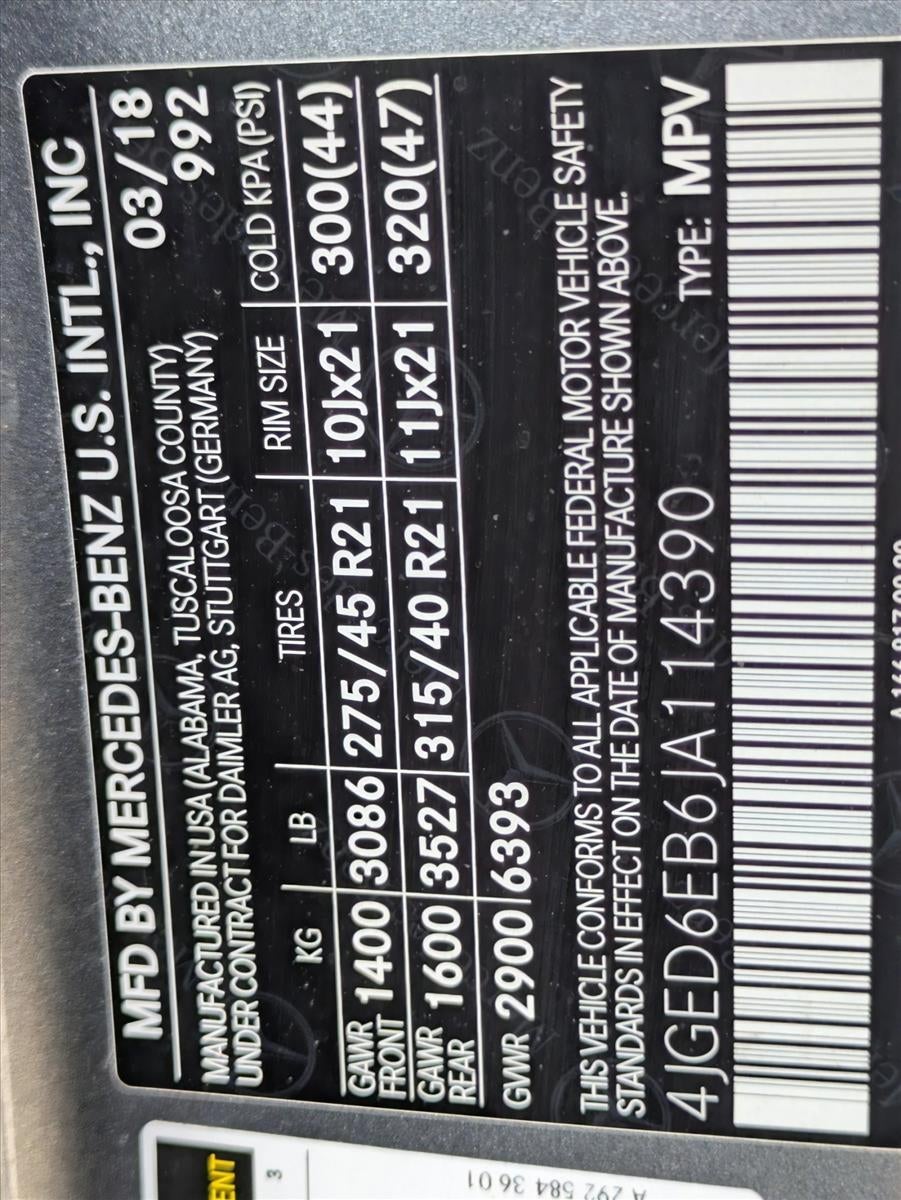 MFD BY MERCEDES-BENZ U.S. INTL., INC
03/18
992
MANUFACTURED IN USA (ALABAMA, TUSCALOOSA COUNTY)
UNDER CONTRACT FOR DAIMLER AG, STUTTGART (GERMANY)
KG LB TIRES RIM SIZE COLD KPA (PSI)
GAWR FRONT 1400 3086 275/45 R21 10Jx21 300(44)
GAWR REAR 1600 3527 315/40 R21 11Jx21 320(47)
GVWR 2900 6393
THIS VEHICLE CONFORMS TO ALL APPLICABLE FEDERAL MOTOR VEHICLE SAFETY
STANDARDS IN EFFECT ON THE DATE OF MANUFACTURE SHOWN ABOVE.
4JGED6EB6JA114390 TYPE: MPV
3
A 292 584 36 01